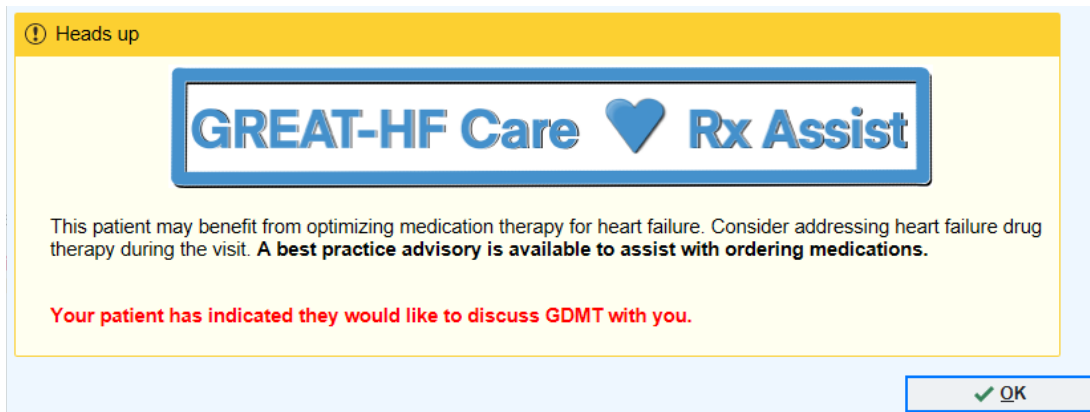 Heads up
GREAT-HF Care Rx Assist
This patient may benefit from optimizing medication therapy for heart failure. Consider addressing heart failure drug
therapy during the visit. A best practice advisory is available to assist with ordering medications.
Your patient has indicated they would like to discuss GDMT with you.
OK